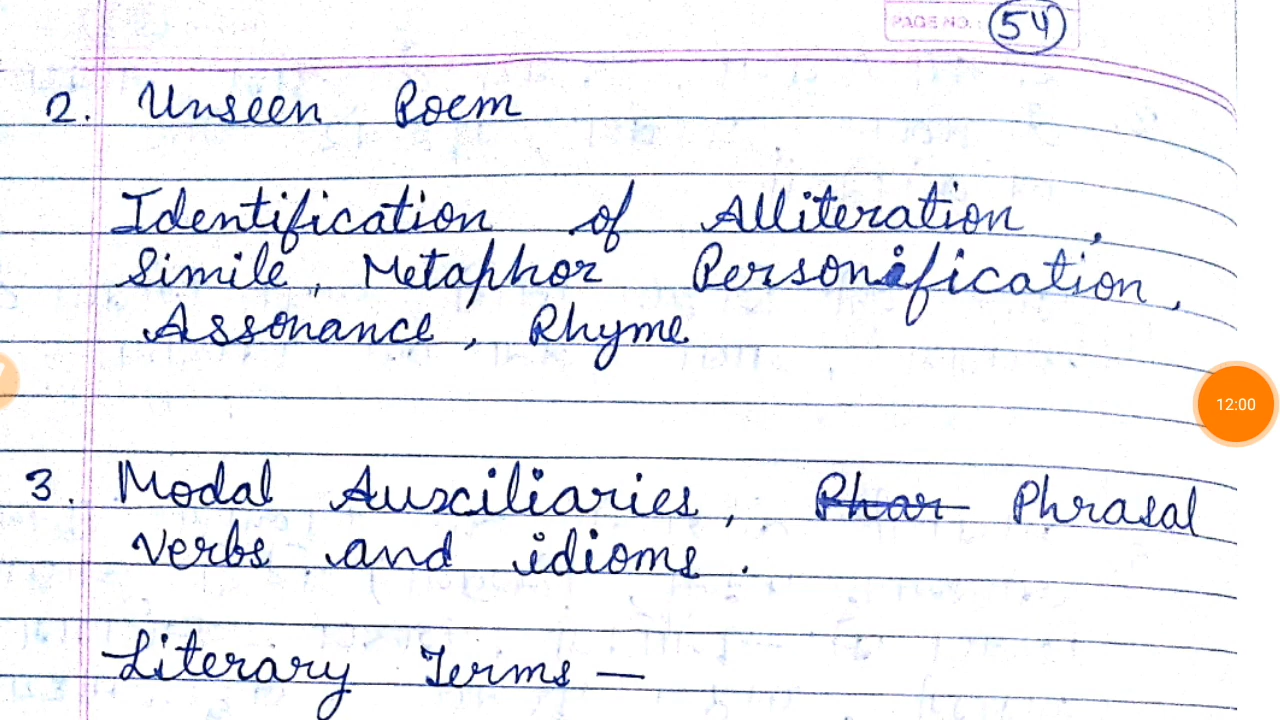 PAGE NO. 54
2. Unseen Poem
Identification of Alliteration,
Simile, Metaphor Personification,
Assonance, Rhyme
3. Modal Auxiliaries, Phar Phrasal
Verbs and idioms.
Literary Terms —
12:00